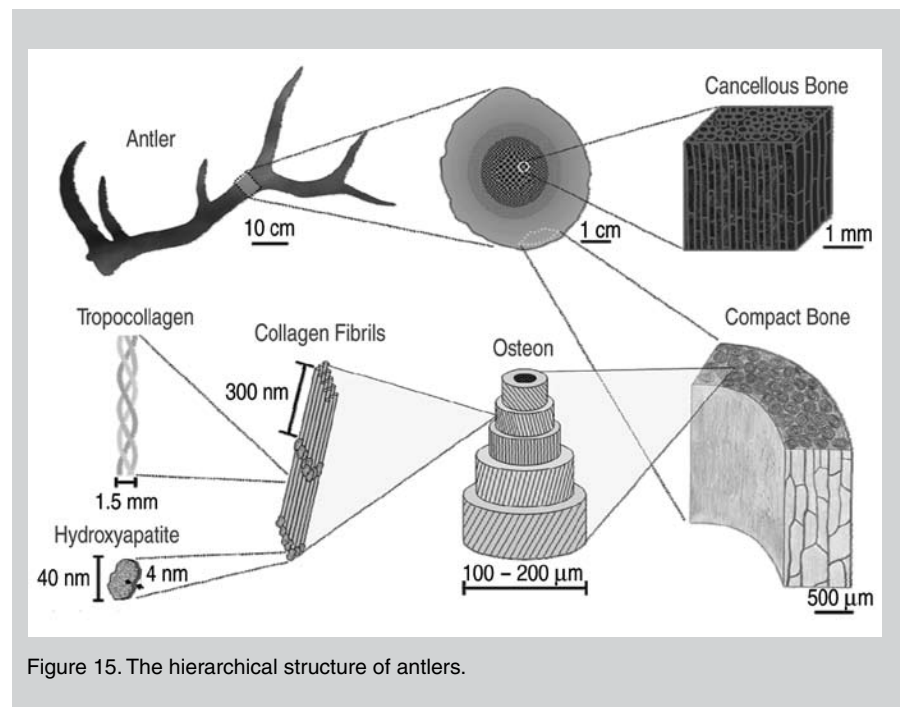 Antler
10 cm
1 cm
Cancellous Bone
1 mm
Tropocollagen
1.5 mm
Hydroxyapatite
40 nm
4 nm
Collagen Fibrils
300 nm
Osteon
100 – 200 μm
Compact Bone
500 μm
Figure 15. The hierarchical structure of antlers.